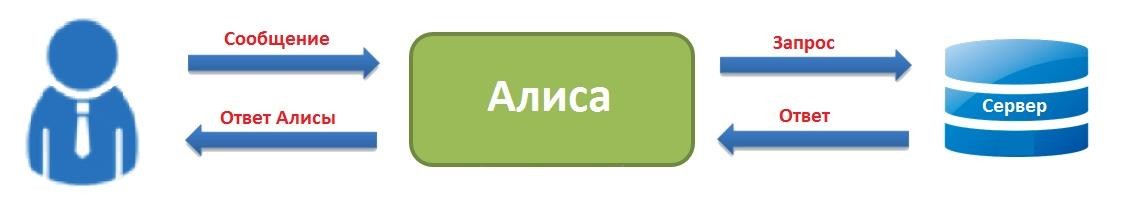 Сообщение
Ответ Алисы
Алиса
Запрос
Ответ
Сервер